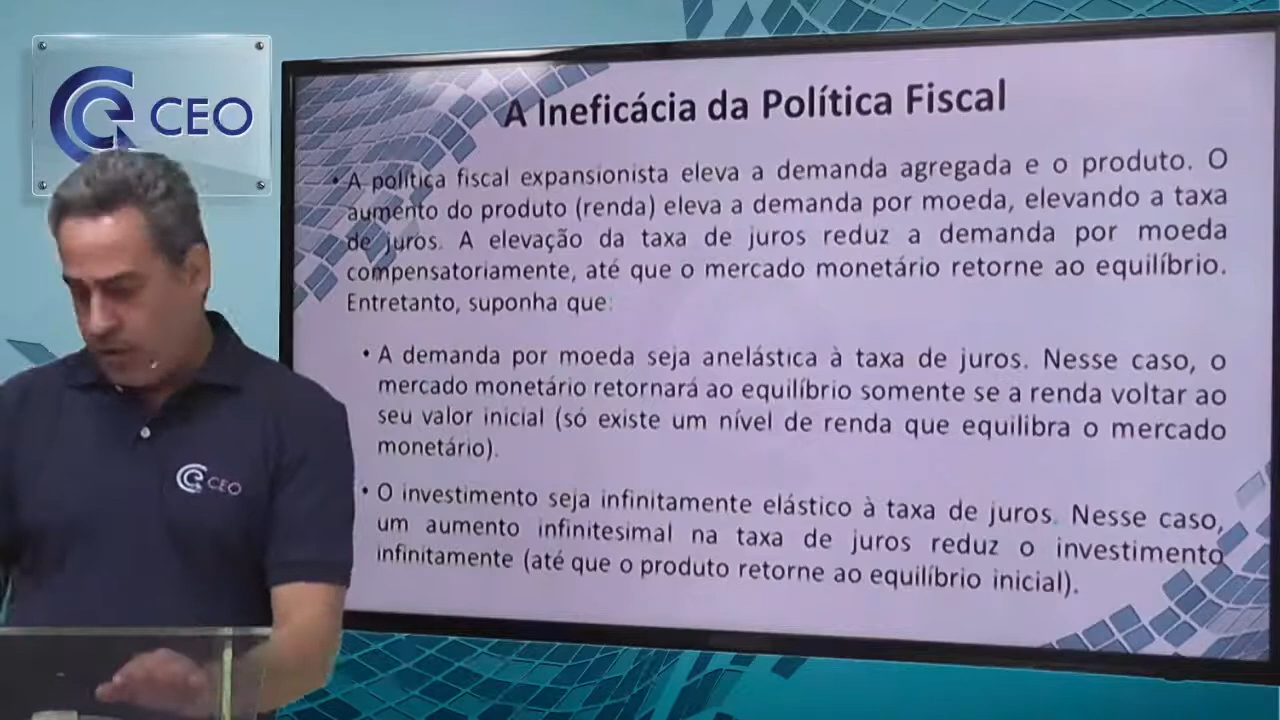 CEO
A Ineficácia da Política Fiscal
• A política fiscal expansionista eleva a demanda agregada e o produto. O
aumento do produto (renda) eleva a demanda por moeda, elevando a taxa
de juros. A elevação da taxa de juros reduz a demanda por moeda
compensatoriamente, até que o mercado monetário retorne ao equilíbrio.
Entretanto, suponha que:
• A demanda por moeda seja anelástica à taxa de juros. Nesse caso, o
mercado monetário retornará ao equilíbrio somente se a renda voltar ao
seu valor inicial (só existe um nível de renda que equilibra o mercado
monetário).
• O investimento seja infinitamente elástico à taxa de juros. Nesse caso,
um aumento infinitesimal na taxa de juros reduz o investimento
infinitamente (até que o produto retorne ao equilíbrio inicial).
CEO